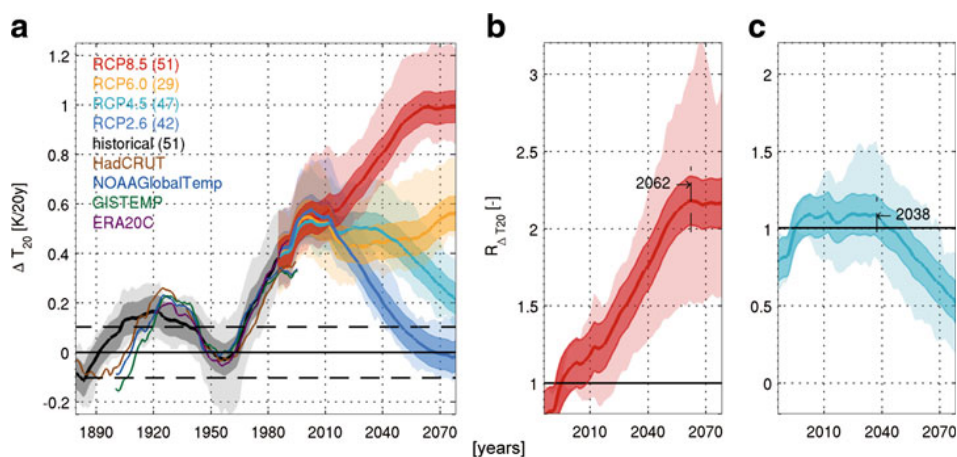 a
b
c
Δ T20 [K/20y]
1.2
1
0.8
0.6
0.4
0.2
0
-0.2
RCP8.5 (51)
RCP6.0 (29)
RCP4.5 (47)
RCP2.6 (42)
historical (51)
HadCRUT
NOAAGlobalTemp
GISTEMP
ERA20C
1890
1920
1950
1980
2010
2040
2070
R Δ T20 [-]
3
2.5
2
1.5
1
2062
2010
2040
2070
2
1.5
1
0.5
0
2038
2010
2040
2070
[years]